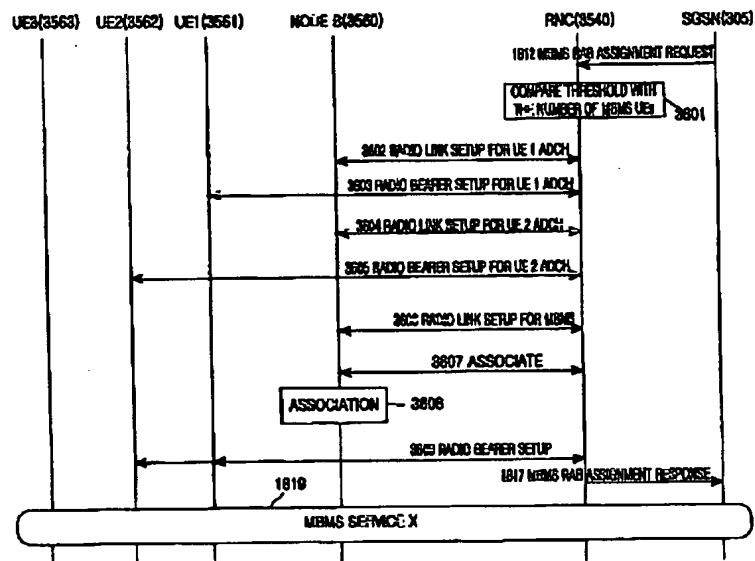 UE3(3563) UE2(3562) UE1(3561) NODE B(3560) RNC(3540) SGSN(305)
1812 MBMS RAB ASSIGNMENT REQUEST
COMPARE THRESHOLD WITH
THE NUMBER OF MBMS UEs
3601
3602 RADIO LINK SETUP FOR UE 1 ADCH
3603 RADIO BEARER SETUP FOR UE 1 ADCH
3604 RADIO LINK SETUP FOR UE 2 ADCH
3605 RADIO BEARER SETUP FOR UE 2 ADCH
3606 RADIO LINK SETUP FOR MBMS
3607 ASSOCIATE
ASSOCIATION 3608
3609 RADIO BEARER SETUP
1817 MBMS RAB ASSIGNMENT RESPONSE
1819
MBMS SERVICE X